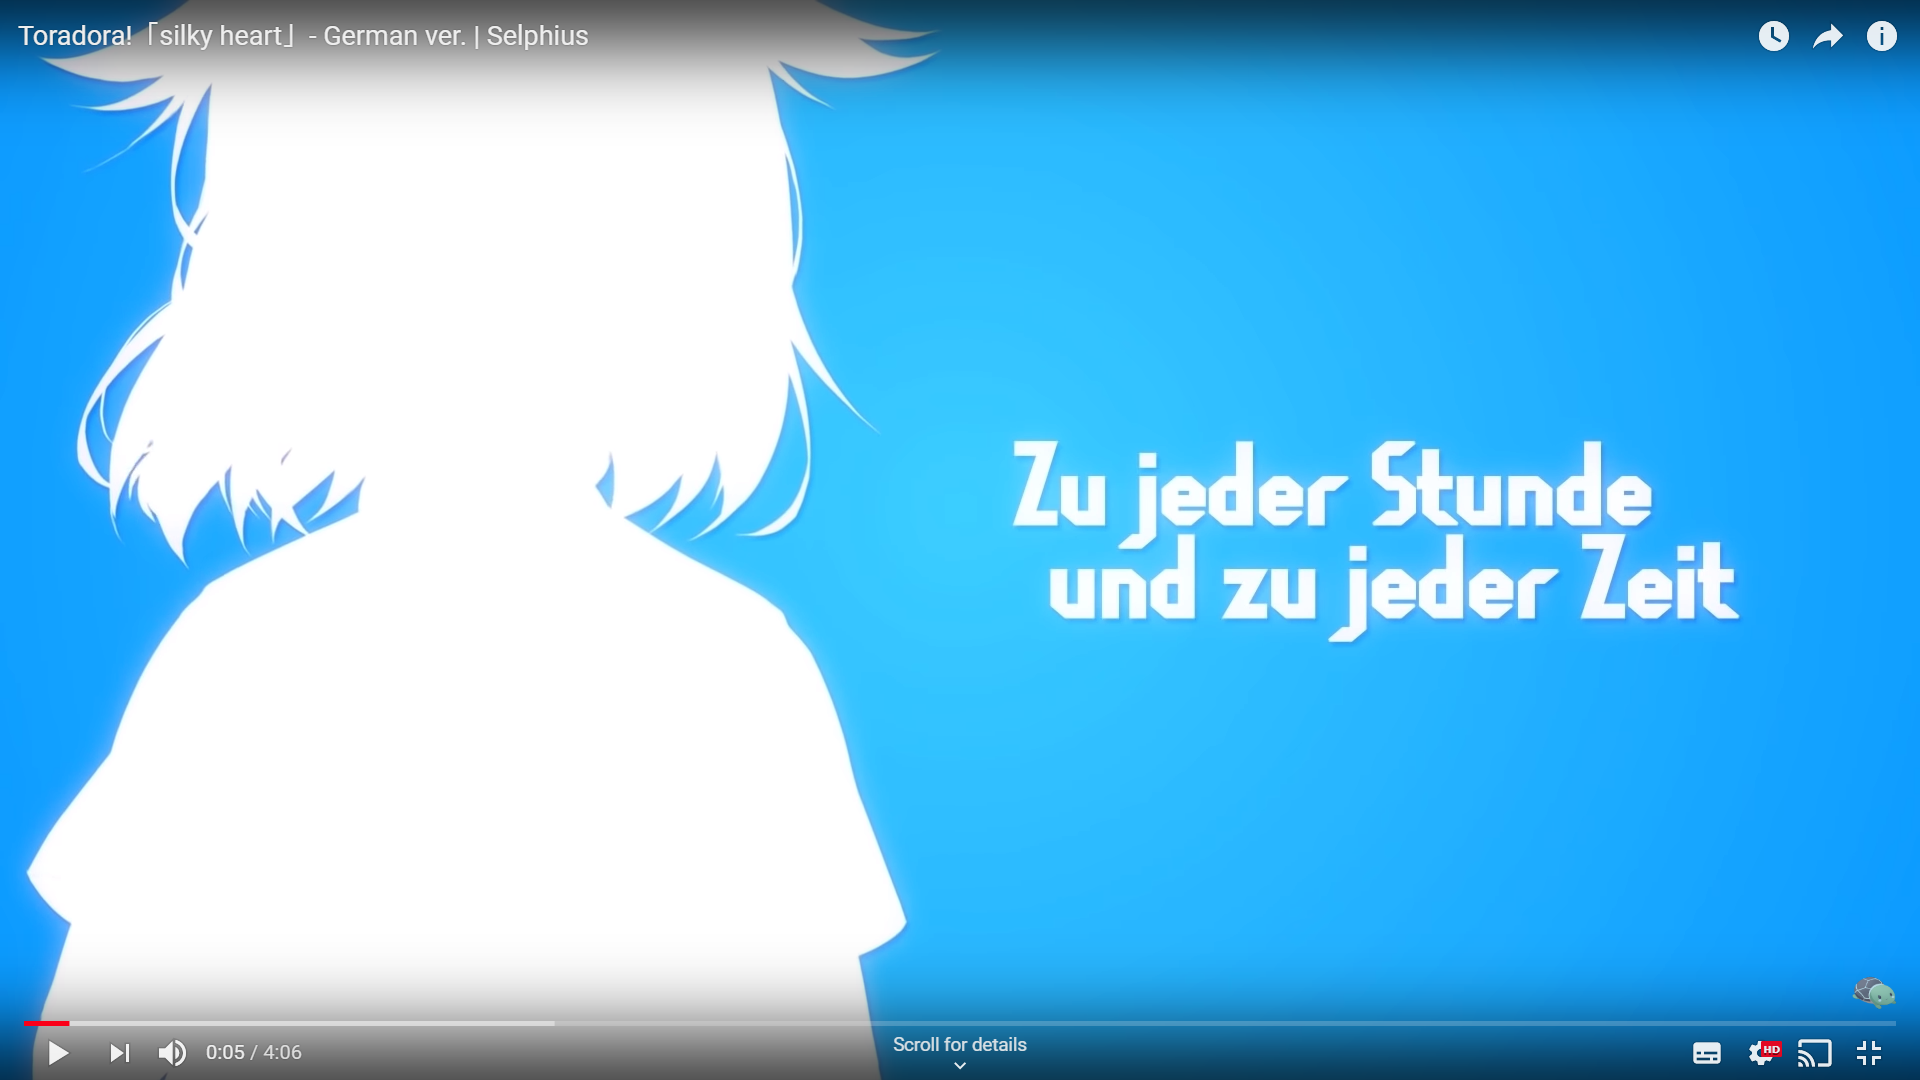 Toradora!「silky heart」- German ver. | Selphius
Zu jeder Stunde
und zu jeder Zeit
0:05 / 4:06
Scroll for details
HD